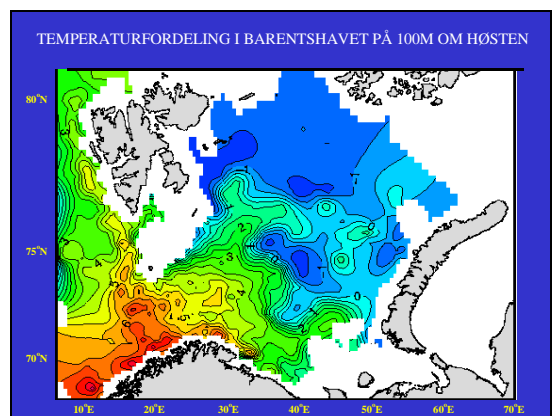 TEMPERATURFORDELING I BARENTSHAVET PÅ 100M OM HØSTEN
80°N
75°N
70°N
10°E 20°E 30°E 40°E 50°E 60°E 70°E